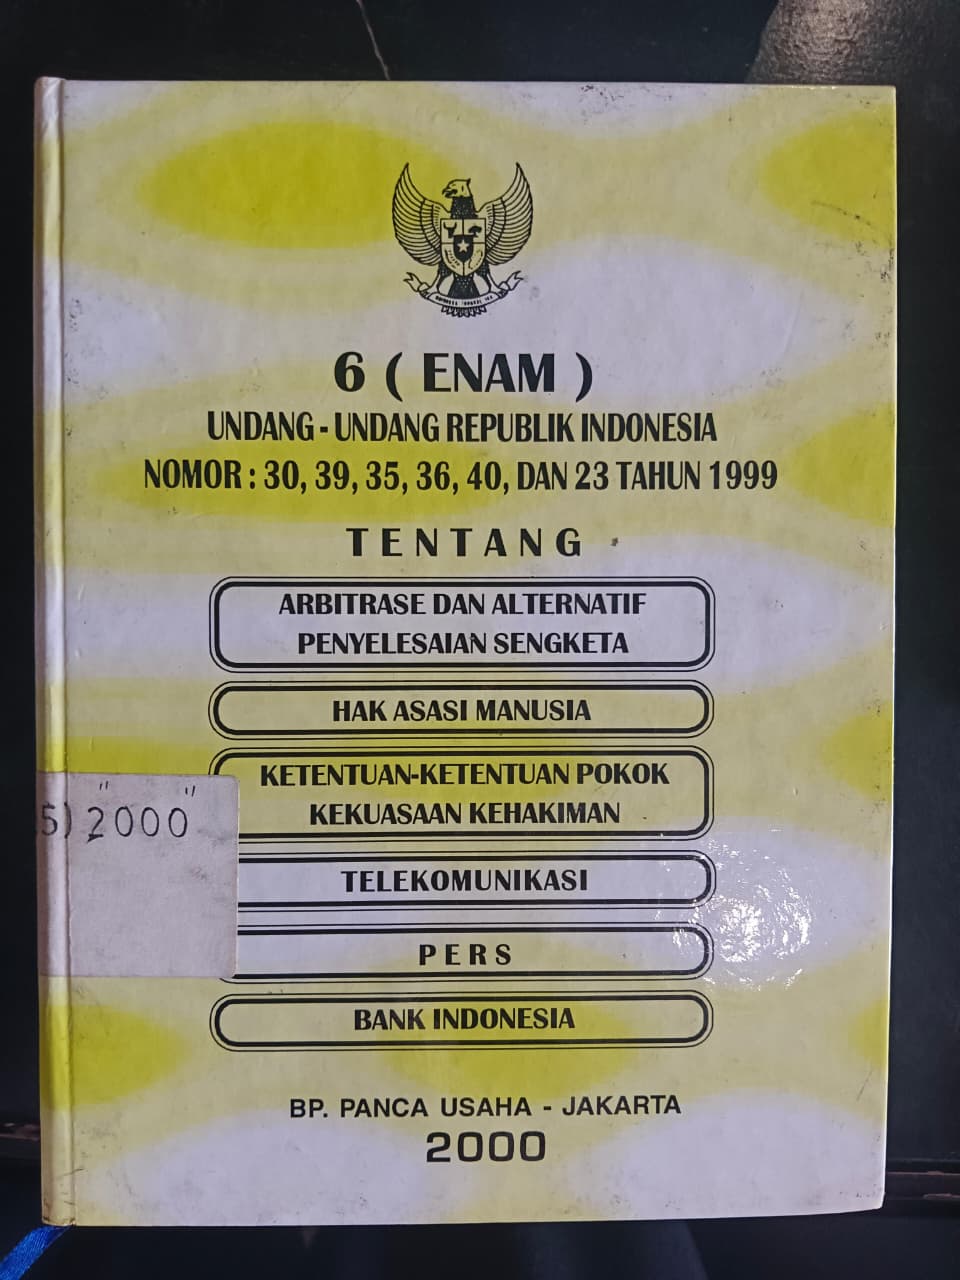 6 ( ENAM )
UNDANG - UNDANG REPUBLIK INDONESIA
NOMOR : 30, 39, 35, 36, 40, DAN 23 TAHUN 1999
TENTANG
ARBITRASE DAN ALTERNATIF
PENYELESAIAN SENGKETA
HAK ASASI MANUSIA
KETENTUAN-KETENTUAN POKOK
KEKUASAAN KEHAKIMAN
5) "2000"
TELEKOMUNIKASI
PERS
BANK INDONESIA
BP. PANCA USAHA - JAKARTA
2000